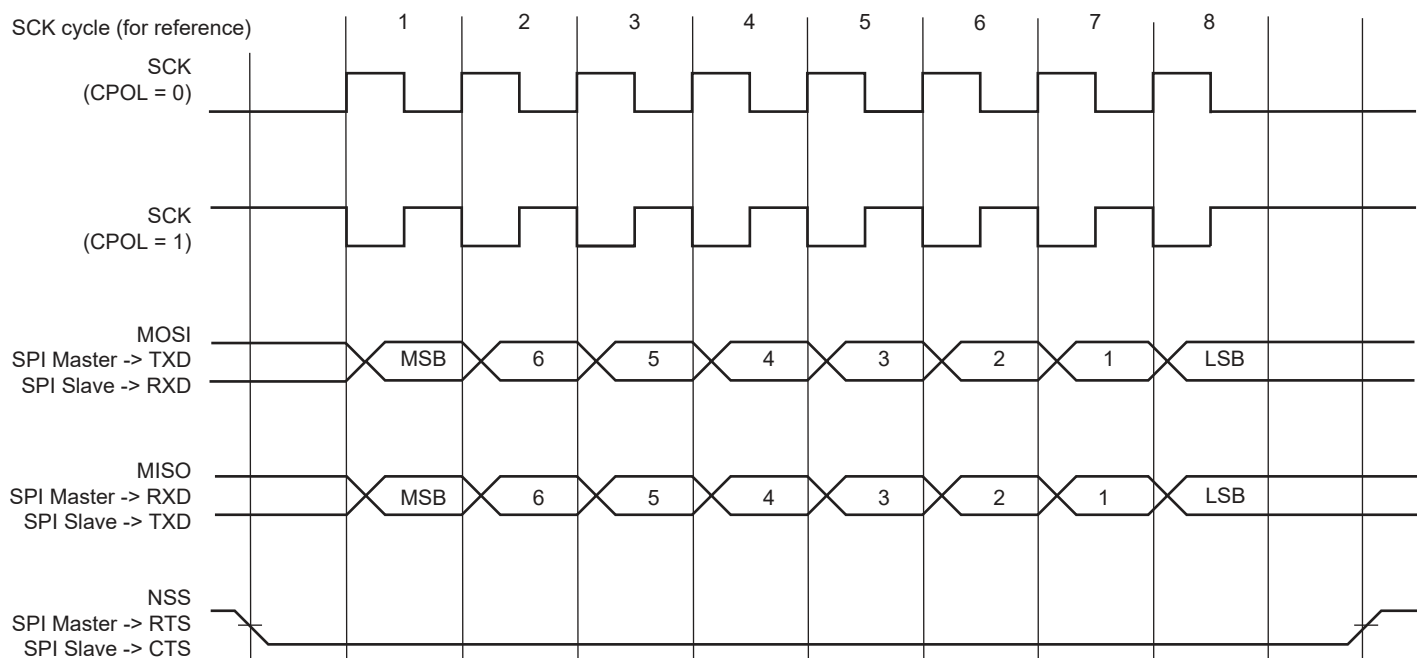 SCK cycle (for reference) 1 2 3 4 5 6 7 8
SCK
(CPOL = 0)
SCK
(CPOL = 1)
MOSI
SPI Master -> TXD
SPI Slave -> RXD
MSB 6 5 4 3 2 1 LSB
MISO
SPI Master -> RXD
SPI Slave -> TXD
MSB 6 5 4 3 2 1 LSB
NSS
SPI Master -> RTS
SPI Slave -> CTS